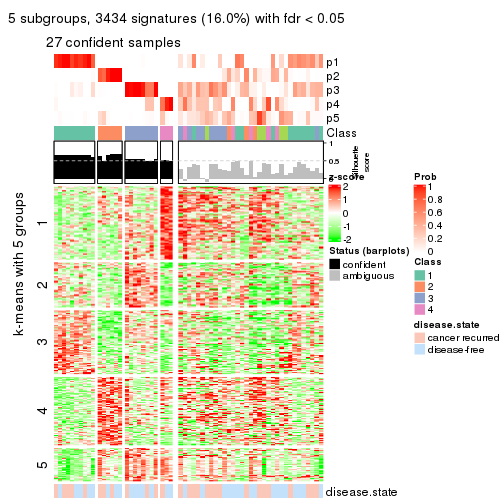 5 subgroups, 3434 signatures (16.0%) with fdr < 0.05
27 confident samples
p1
p2
p3
p4
p5
Class
1
0.5
0
silhouette
score
k-means with 5 groups
1
2
3
4
5
disease.state
z-score
2
1
0
-1
-2
Status (barplots)
confident
ambiguous
Prob
1
0.8
0.6
0.4
0.2
0
Class
1
2
3
4
disease.state
cancer recurred
disease-free